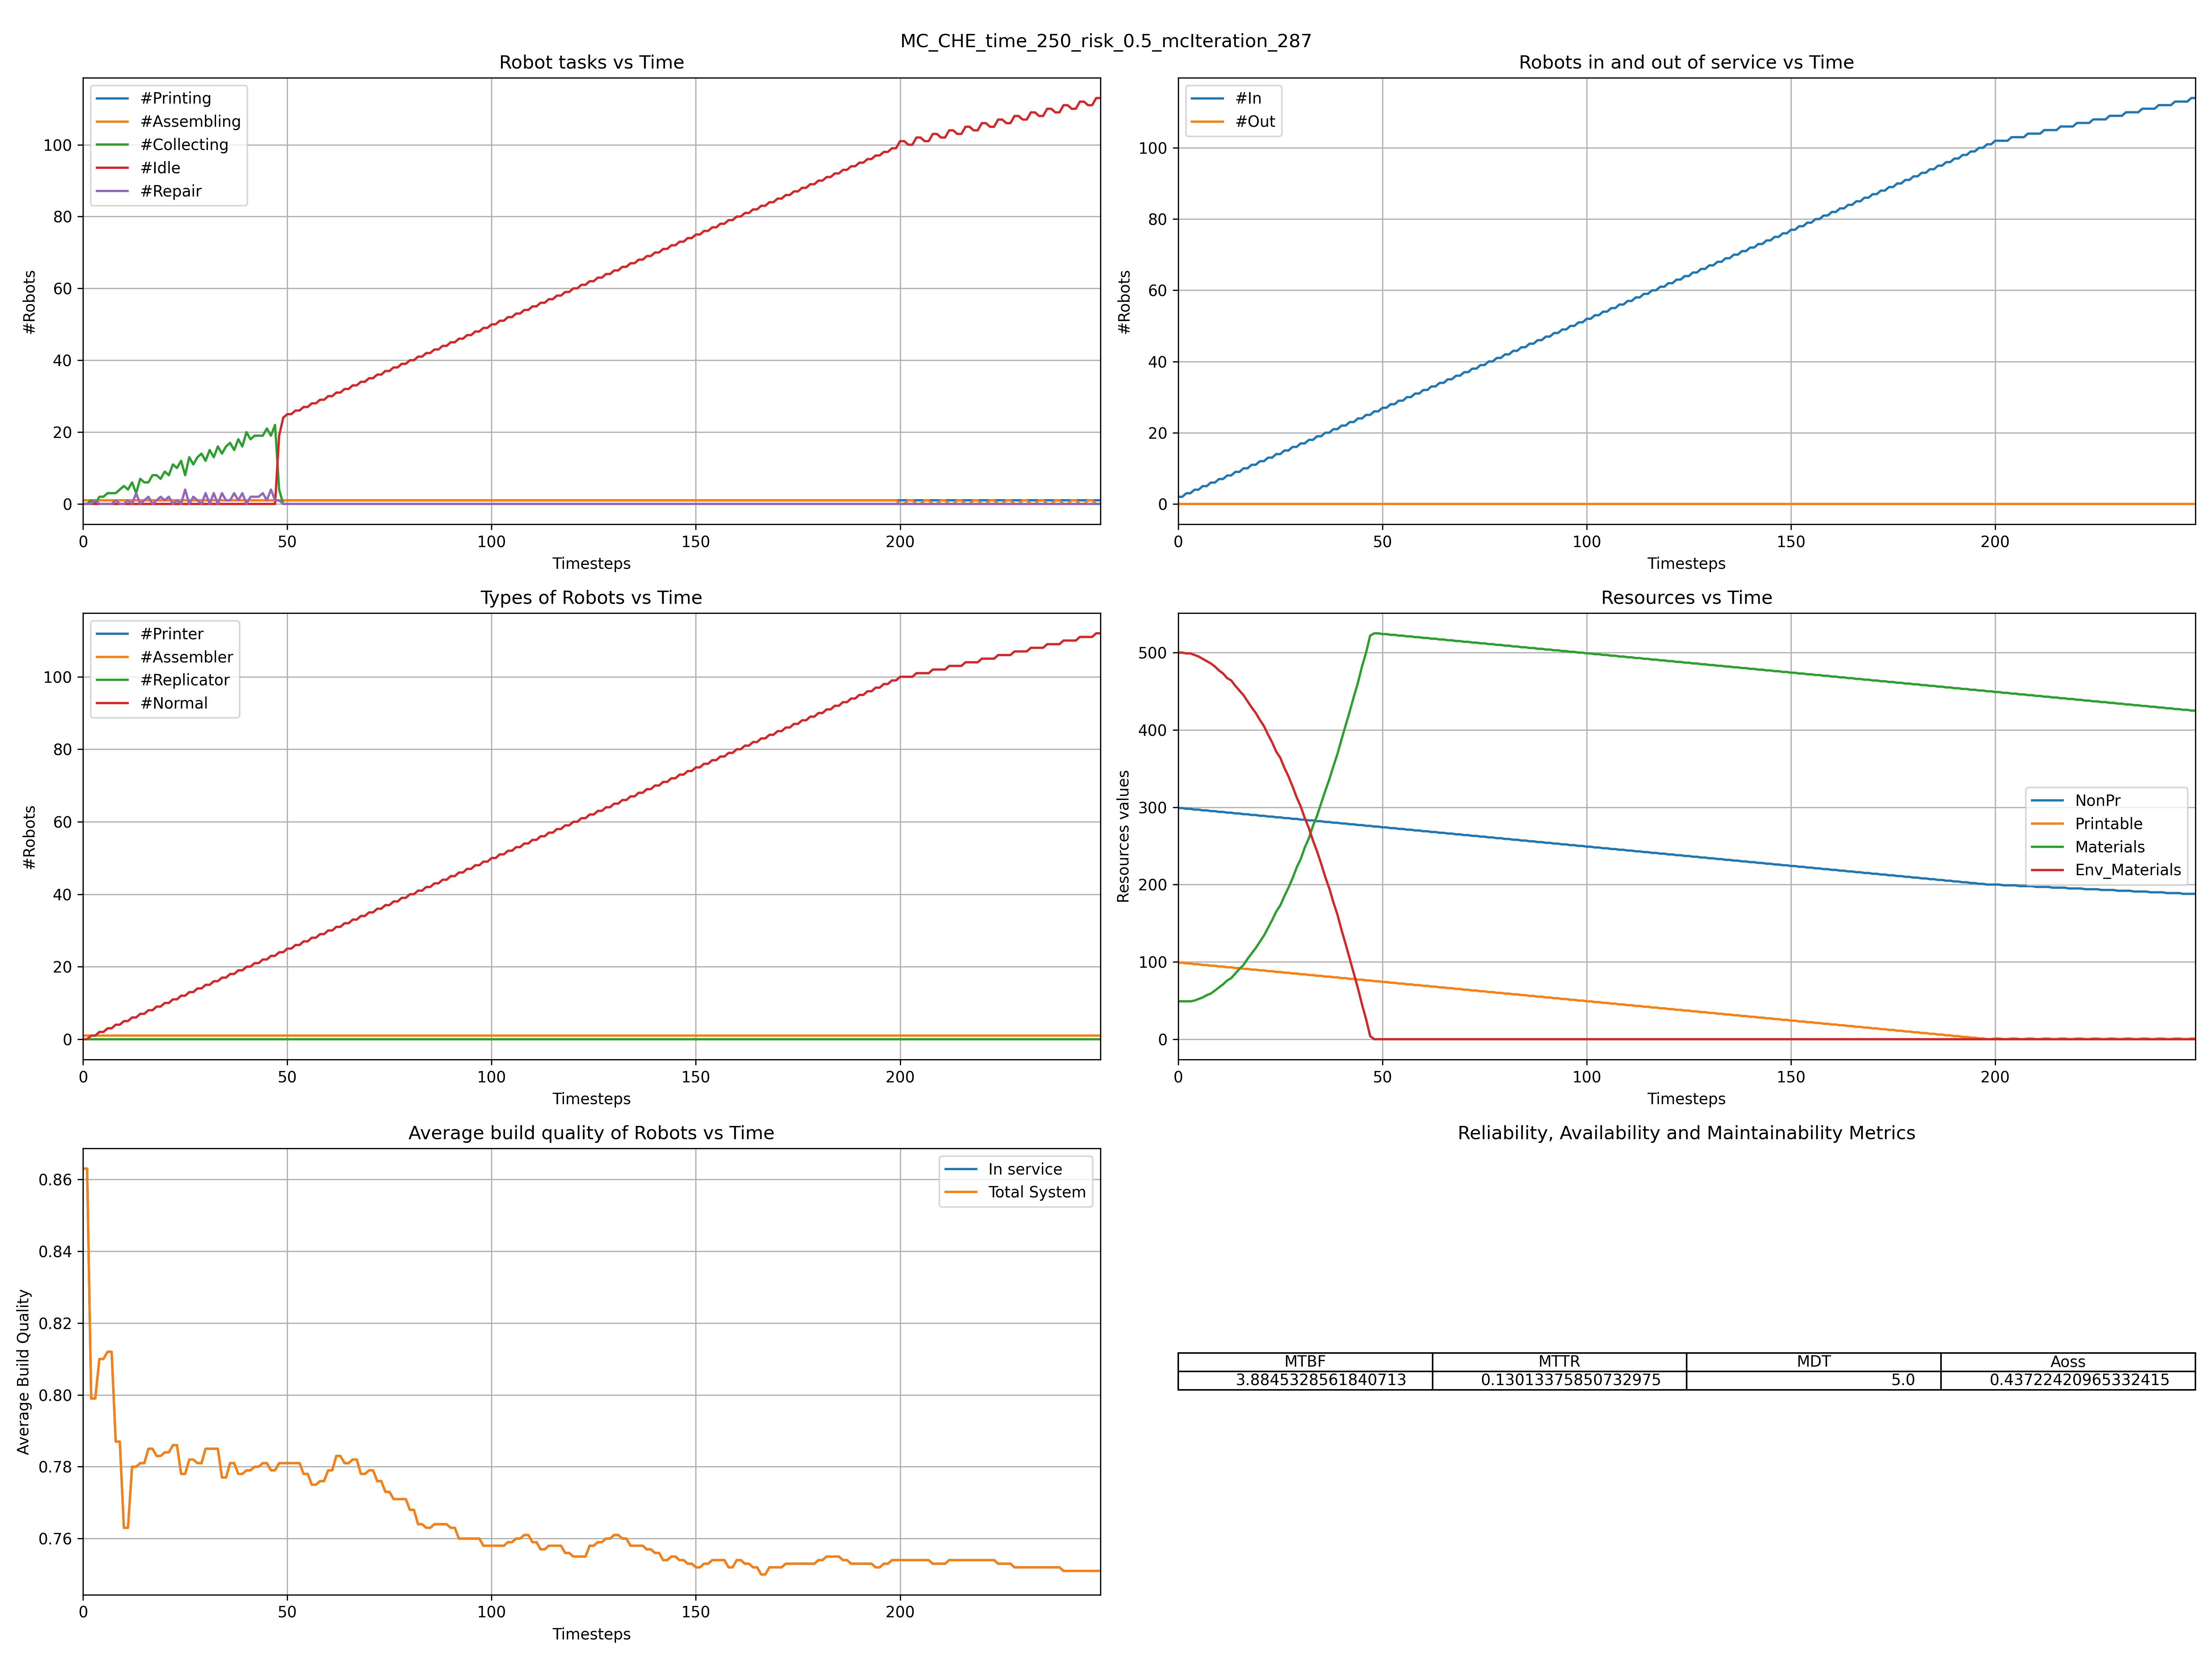 MC_CHE_time_250_risk_0.5_mcIteration_287
Robot tasks vs Time
#Printing
#Assembling
#Collecting
#Idle
#Repair
#Robots
100
80
60
40
20
0
0 50 100 150 200
Timesteps
Robots in and out of service vs Time
#In
#Out
#Robots
100
80
60
40
20
0
0 50 100 150 200
Timesteps
Types of Robots vs Time
#Printer
#Assembler
#Replicator
#Normal
#Robots
100
80
60
40
20
0
0 50 100 150 200
Timesteps
Resources vs Time
NonPr
Printable
Materials
Env_Materials
Resources values
500
400
300
200
100
0
0 50 100 150 200
Timesteps
Average build quality of Robots vs Time
In service
Total System
Average Build Quality
0.86
0.84
0.82
0.80
0.78
0.76
0 50 100 150 200
Timesteps
Reliability, Availability and Maintainability Metrics
MTBF MTTR MDT Aoss
3.8845328561840713 0.13013375850732975 5.0 0.43722420965332415